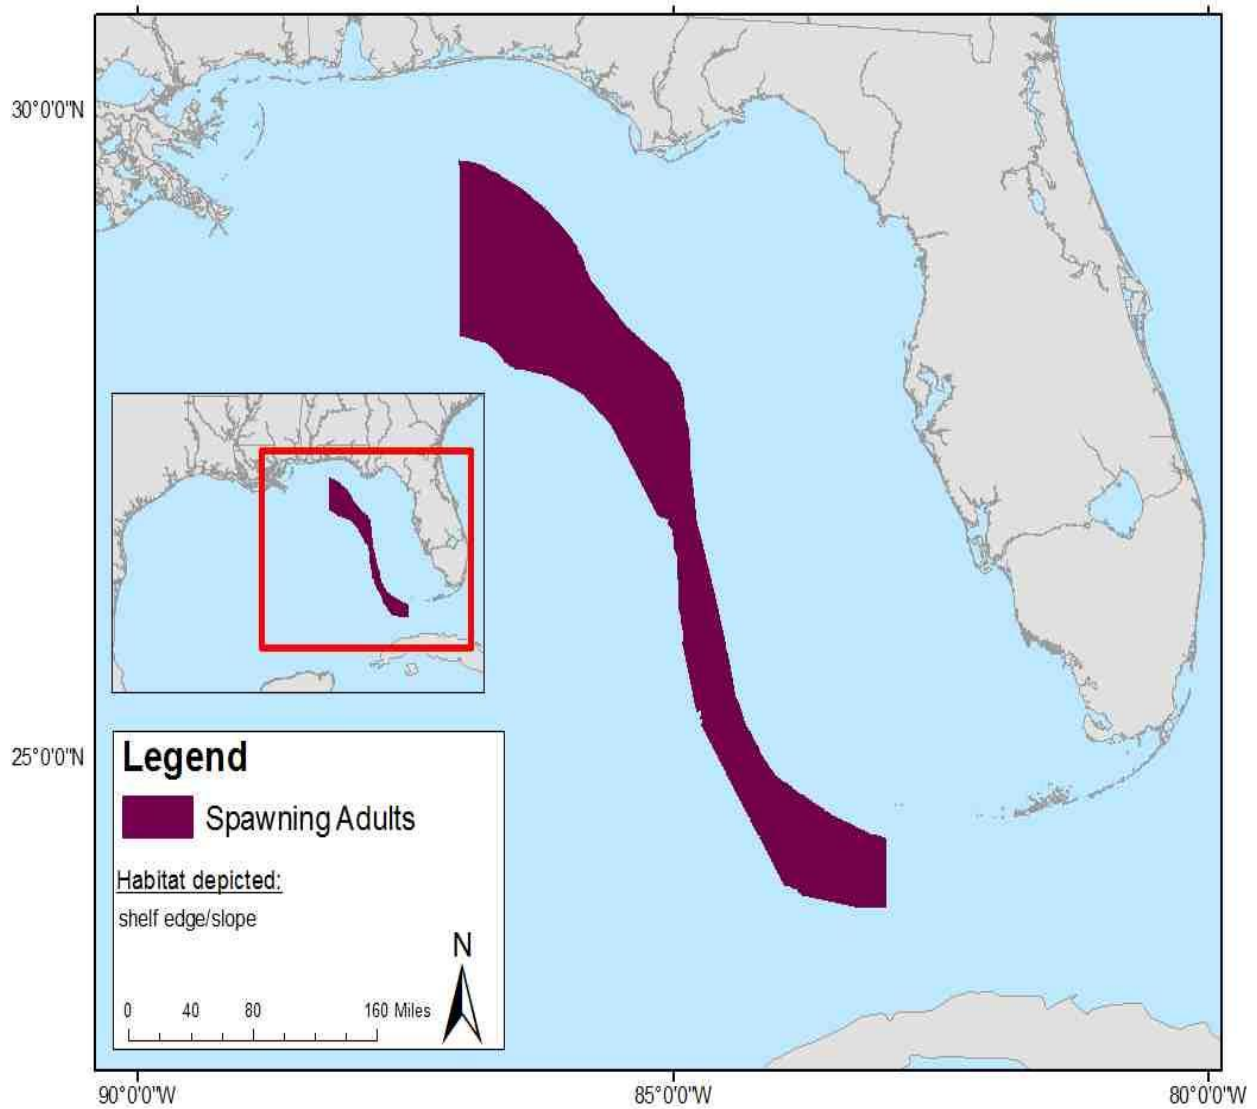 30°0'0"N
25°0'0"N
Legend
Spawning Adults
Habitat depicted:
shelf edge/slope
N
0 40 80 160 Miles
90°0'0"W 85°0'0"W 80°0'0"W